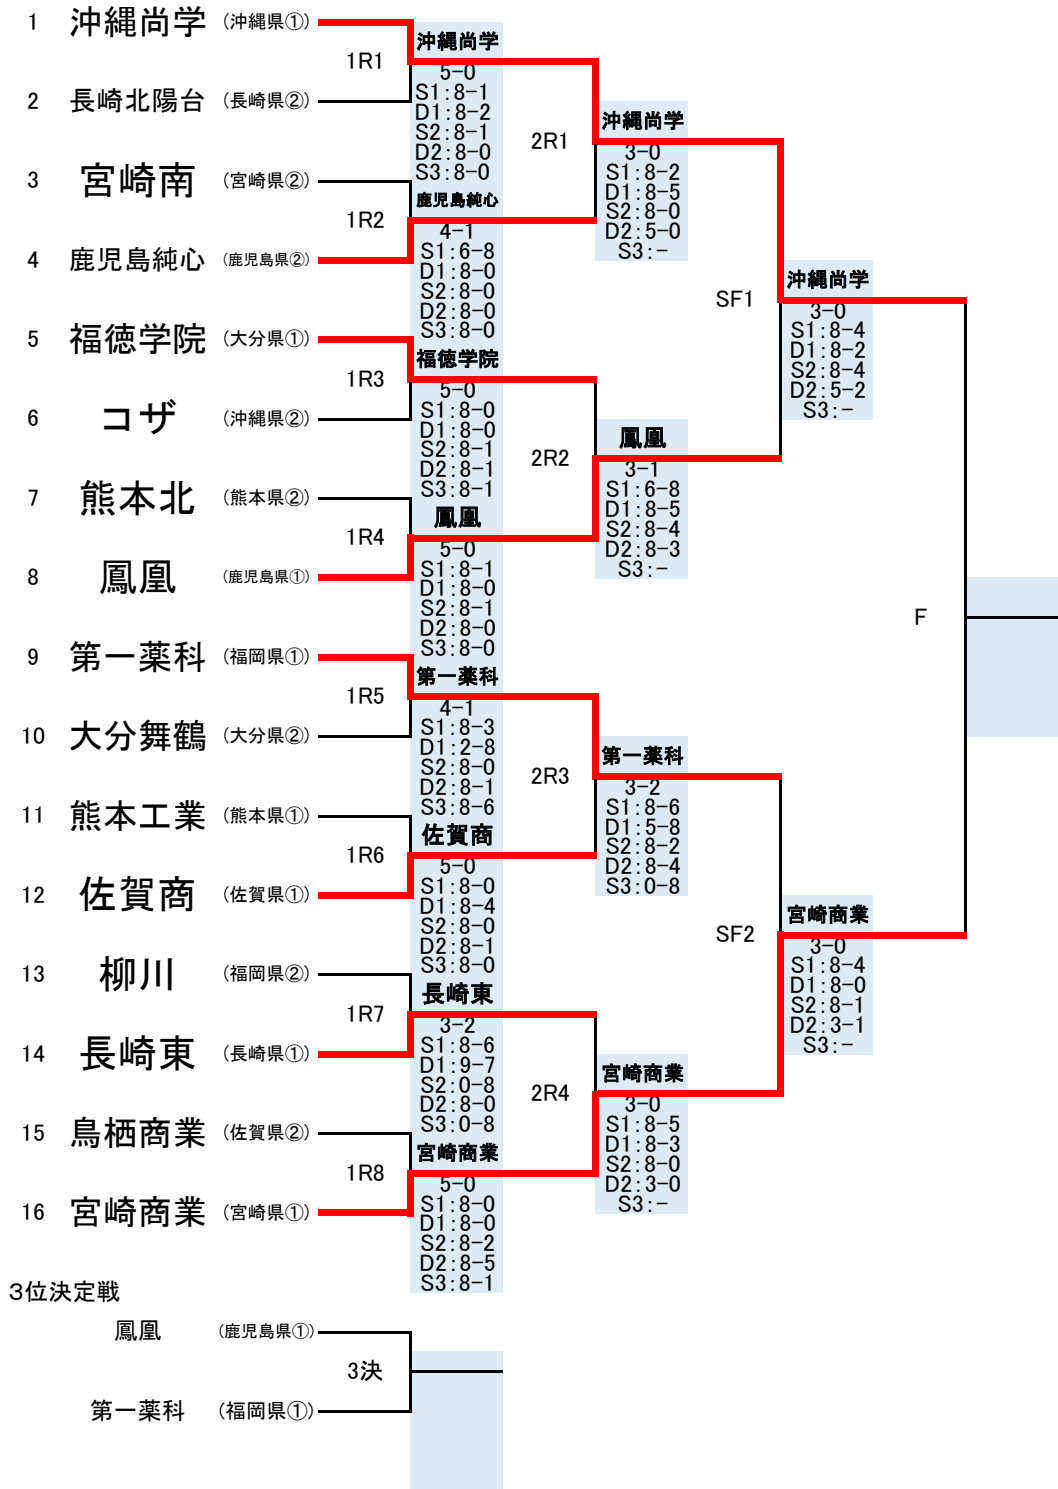 1 沖縄尚学 (沖縄県①)
1R1
沖縄尚学
5-0
S1:8-1
D1:8-2
S2:8-1
D2:8-0
S3:8-0
2 長崎北陽台 (長崎県②)
2R1
沖縄尚学
3-0
S1:8-2
D1:8-5
S2:8-0
D2:5-0
S3:-
3 宮崎南 (宮崎県②)
1R2
鹿児島純心
4-1
S1:6-8
D1:8-0
S2:8-0
D2:8-0
S3:8-0
4 鹿児島純心 (鹿児島県②)
SF1
沖縄尚学
3-0
S1:8-4
D1:8-2
S2:8-4
D2:5-2
S3:-
5 福徳学院 (大分県①)
1R3
福徳学院
5-0
S1:8-0
D1:8-0
S2:8-1
D2:8-1
S3:8-1
6 コザ (沖縄県②)
2R2
鳳凰
3-1
S1:6-8
D1:8-5
S2:8-4
D2:8-3
S3:-
7 熊本北 (熊本県②)
1R4
鳳凰
5-0
S1:8-1
D1:8-0
S2:8-1
D2:8-0
S3:8-0
8 鳳凰 (鹿児島県①)
F
9 第一薬科 (福岡県①)
1R5
第一薬科
4-1
S1:8-3
D1:2-8
S2:8-0
D2:8-1
S3:8-6
10 大分舞鶴 (大分県②)
2R3
第一薬科
3-2
S1:8-6
D1:5-8
S2:8-2
D2:8-4
S3:0-8
11 熊本工業 (熊本県①)
1R6
佐賀商
5-0
S1:8-0
D1:8-4
S2:8-0
D2:8-1
S3:8-0
12 佐賀商 (佐賀県①)
SF2
宮崎商業
3-0
S1:8-4
D1:8-0
S2:8-1
D2:3-1
S3:-
13 柳川 (福岡県②)
1R7
長崎東
3-2
S1:8-6
D1:9-7
S2:0-8
D2:8-0
S3:0-8
14 長崎東 (長崎県①)
2R4
宮崎商業
3-0
S1:8-5
D1:8-3
S2:8-0
D2:3-0
S3:-
15 鳥栖商業 (佐賀県②)
1R8
宮崎商業
5-0
S1:8-0
D1:8-0
S2:8-2
D2:8-5
S3:8-1
16 宮崎商業 (宮崎県①)
3位決定戦
鳳凰 (鹿児島県①)
3決
第一薬科 (福岡県①)